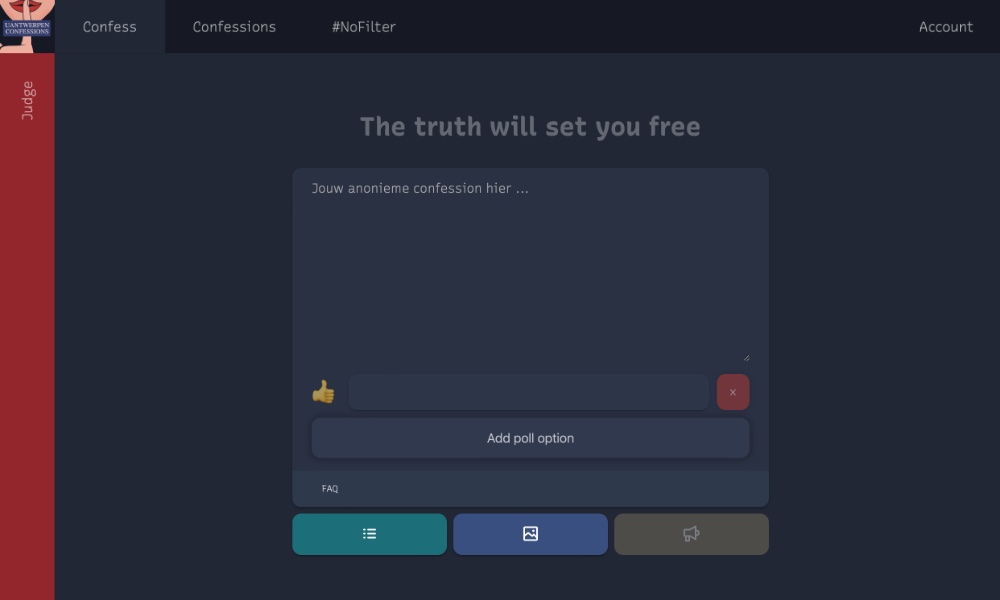 UANTWERPEN
CONFESSIONS
Confess
Confessions
#NoFilter
Account
Judge
The truth will set you free
Jouw anonieme confession hier ...
x
Add poll option
FAQ